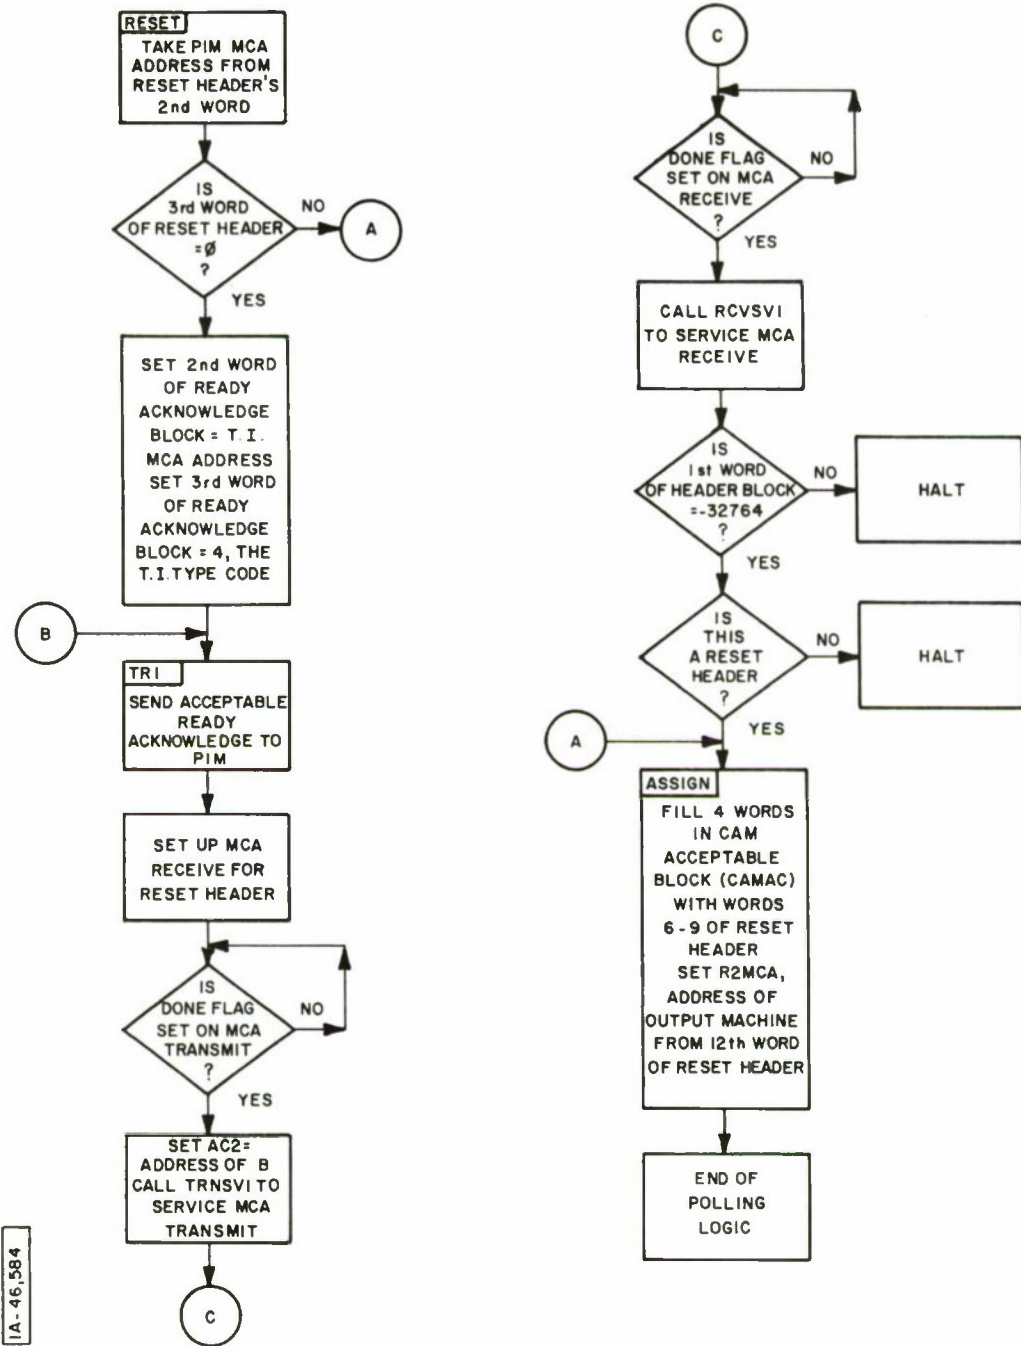 RESET
TAKE PIM MCA
ADDRESS FROM
RESET HEADER'S
2nd WORD
IS
3rd WORD
OF RESET HEADER
=Ø
?
NO
A
YES
SET 2nd WORD
OF READY
ACKNOWLEDGE
BLOCK = T.I.
MCA ADDRESS
SET 3rd WORD
OF READY
ACKNOWLEDGE
BLOCK = 4, THE
T.I. TYPE CODE
B
TRI
SEND ACCEPTABLE
READY
ACKNOWLEDGE TO
PIM
SET UP MCA
RECEIVE FOR
RESET HEADER
IS
DONE FLAG
SET ON MCA
TRANSMIT
?
NO
YES
SET AC2=
ADDRESS OF B
CALL TRNSVI TO
SERVICE MCA
TRANSMIT
C
IA-46,584
C
IS
DONE FLAG
SET ON MCA
RECEIVE
?
NO
YES
CALL RCVSVI
TO SERVICE MCA
RECEIVE
IS
1st WORD
OF HEADER BLOCK
=-32764
?
NO
HALT
YES
IS
THIS
A RESET
HEADER
?
NO
HALT
YES
A
ASSIGN
FILL 4 WORDS
IN CAM
ACCEPTABLE
BLOCK (CAMAC)
WITH WORDS
6-9 OF RESET
HEADER
SET R2MCA,
ADDRESS OF
OUTPUT MACHINE
FROM 12th WORD
OF RESET HEADER
END OF
POLLING
LOGIC